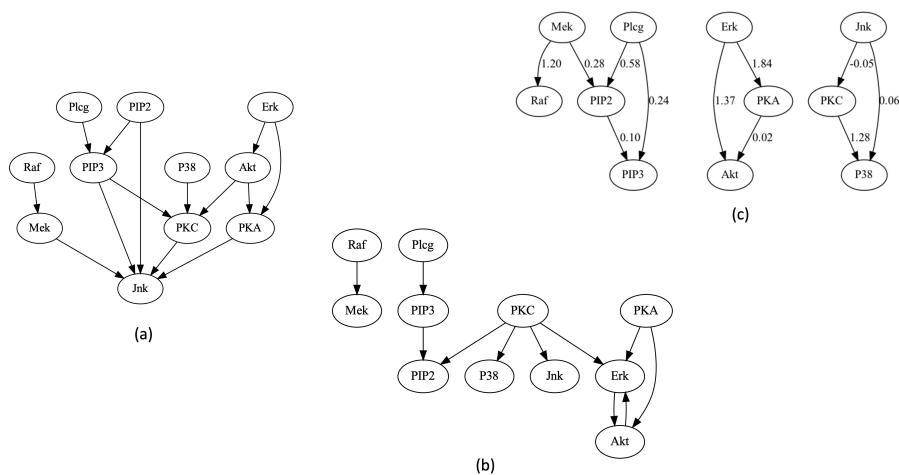 Plcg PIP2 Erk
Raf PIP3 P38 Akt
Mek PKC PKA
Jnk
(a)
Mek Plcg Erk Jnk
1.20 0.28 0.58 1.84 -0.05
Raf PIP2 0.24 1.37 PKA PKC 0.06
0.10 0.02 1.28
PIP3 Akt P38
(c)
Raf Plcg
Mek PIP3 PKC PKA
PIP2 P38 Jnk Erk
Akt
(b)